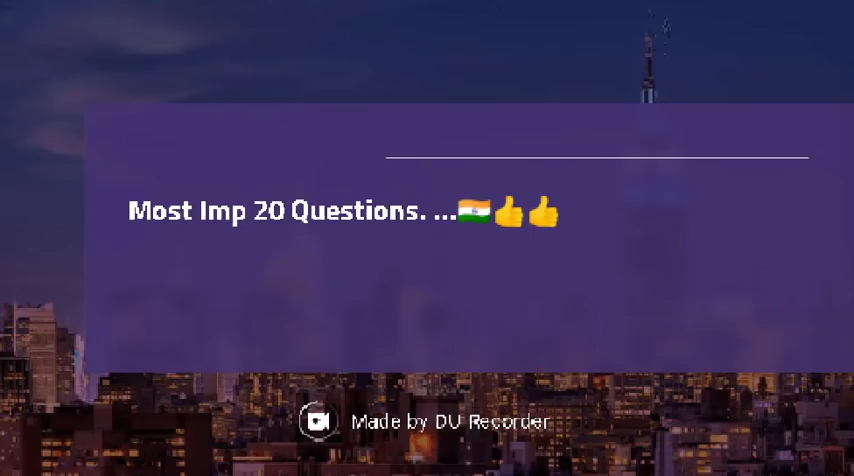 Most Imp 20 Questions. ...🇮🇳👍👍
Made by DU Recorder